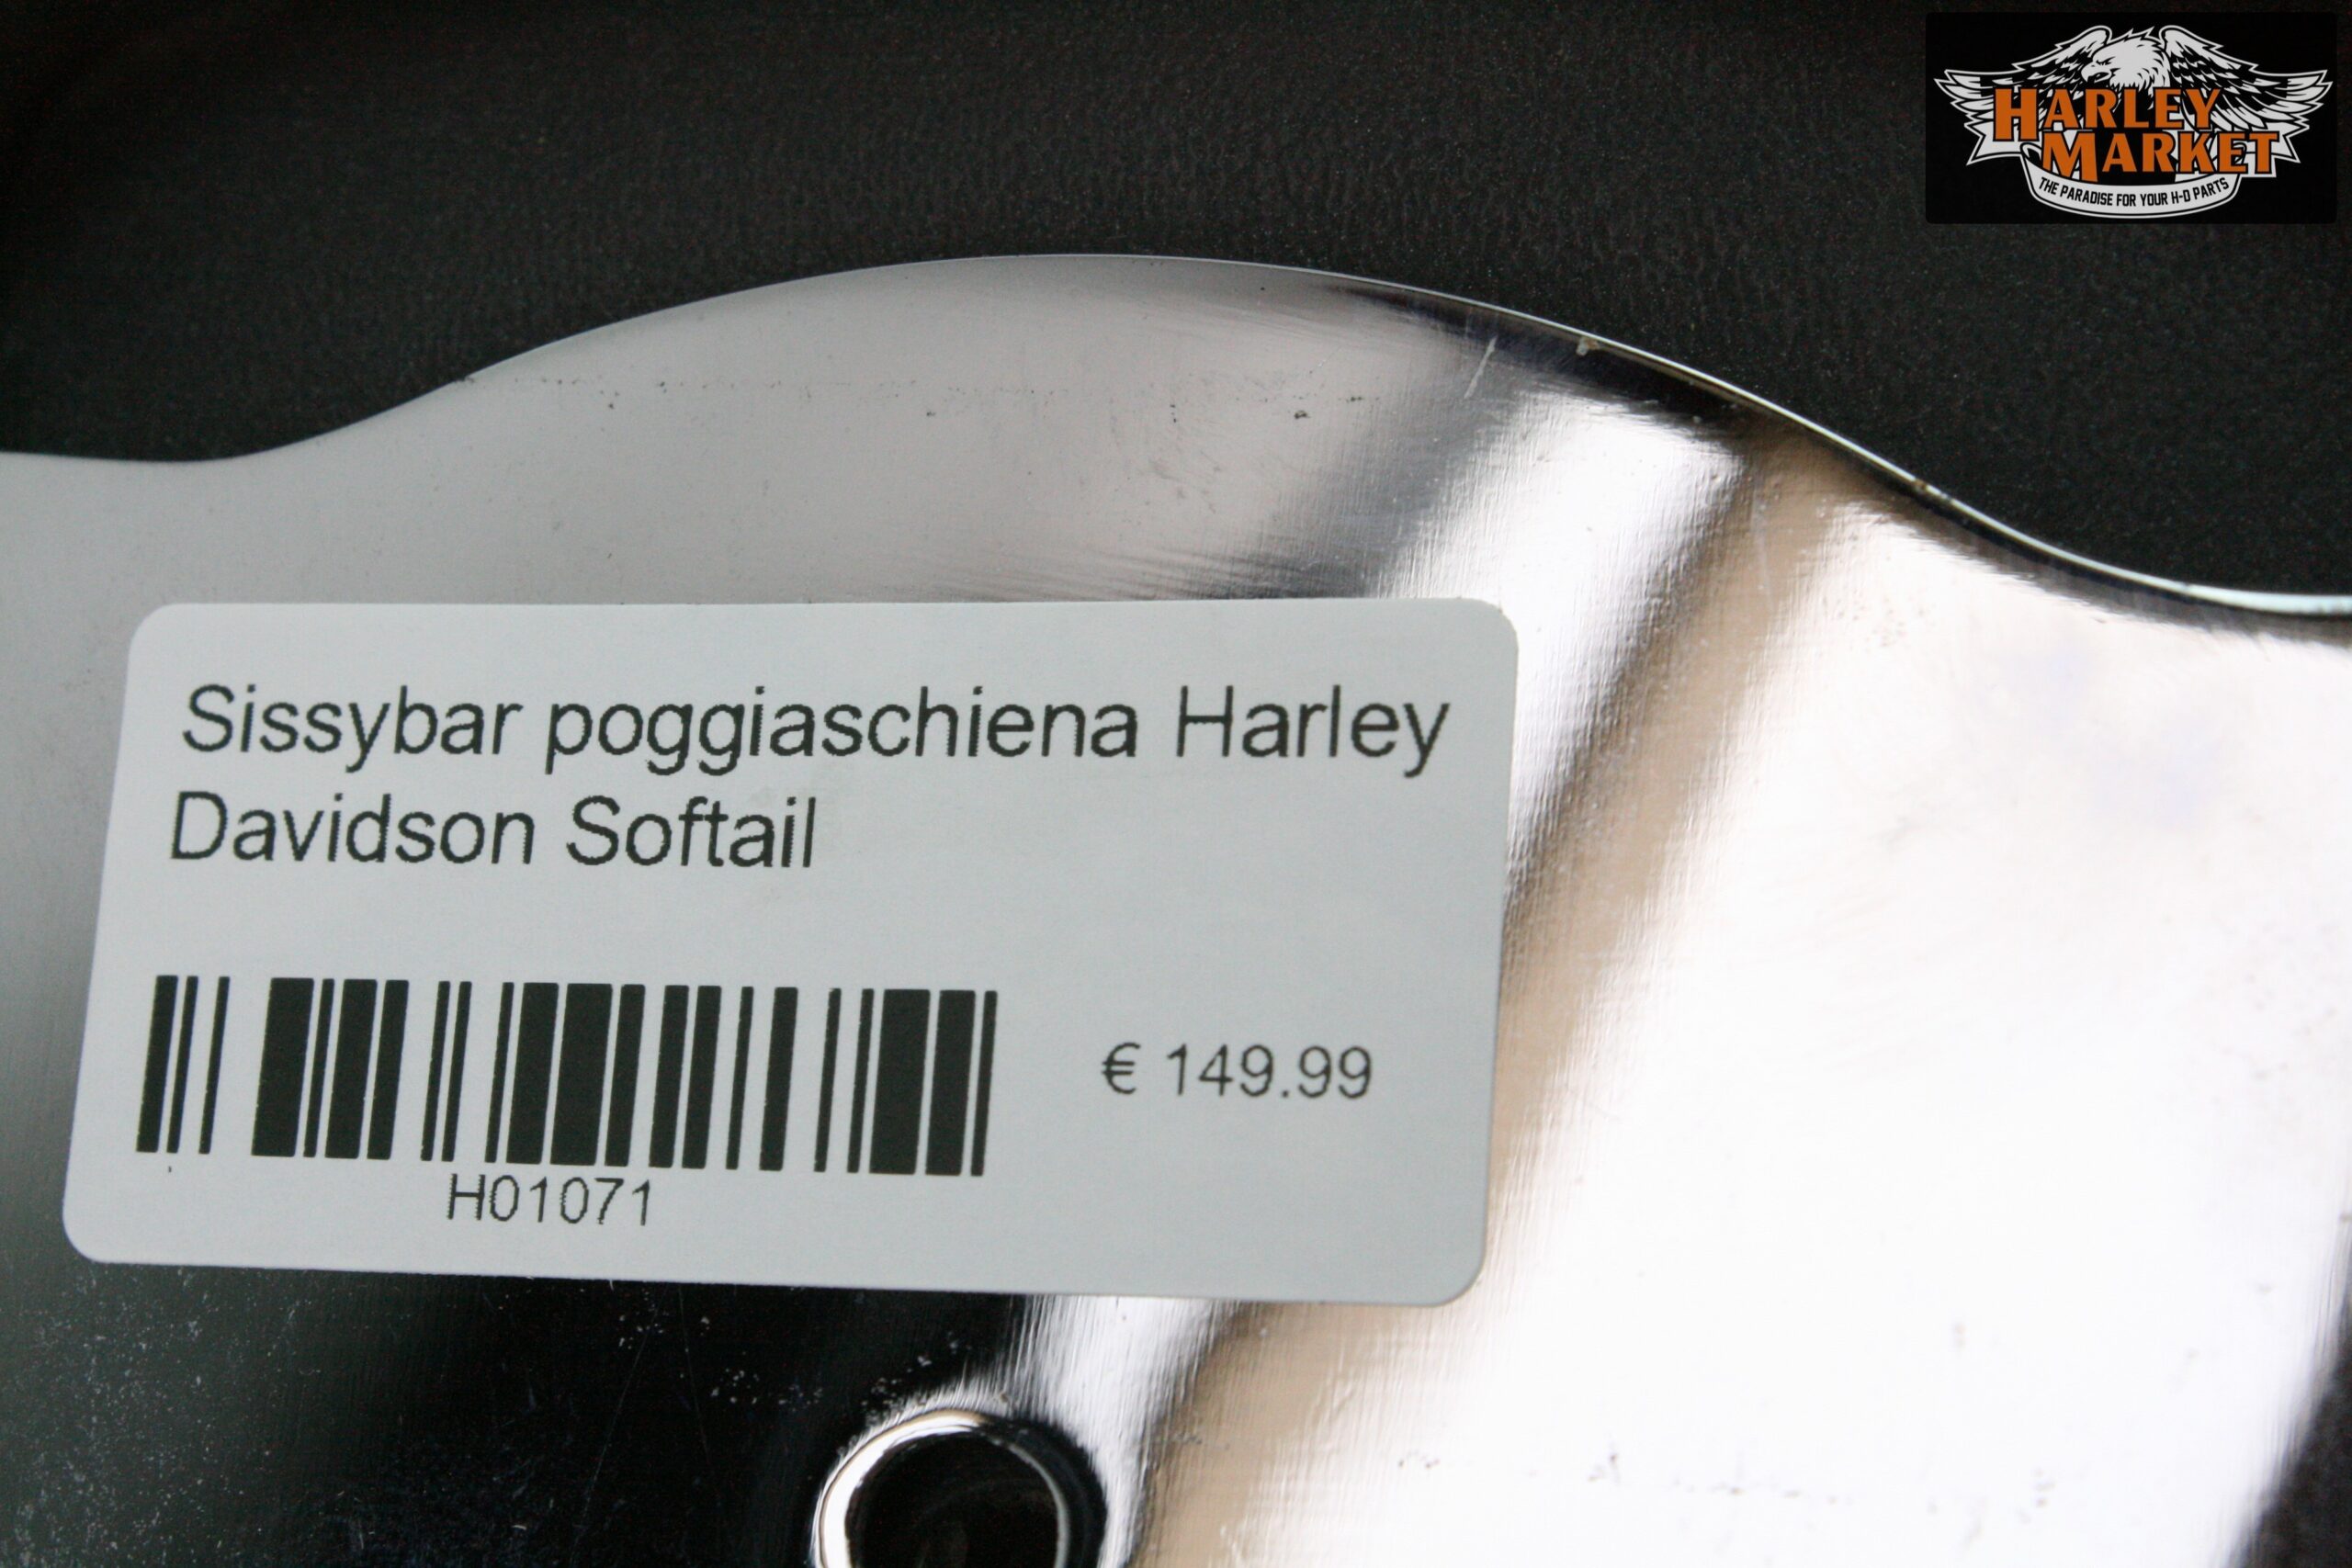 HARLEY
MARKET
THE PARADISE FOR YOUR H-D PARTS
Sissybar poggiaschiena Harley
Davidson Softail
€ 149.99
H01071